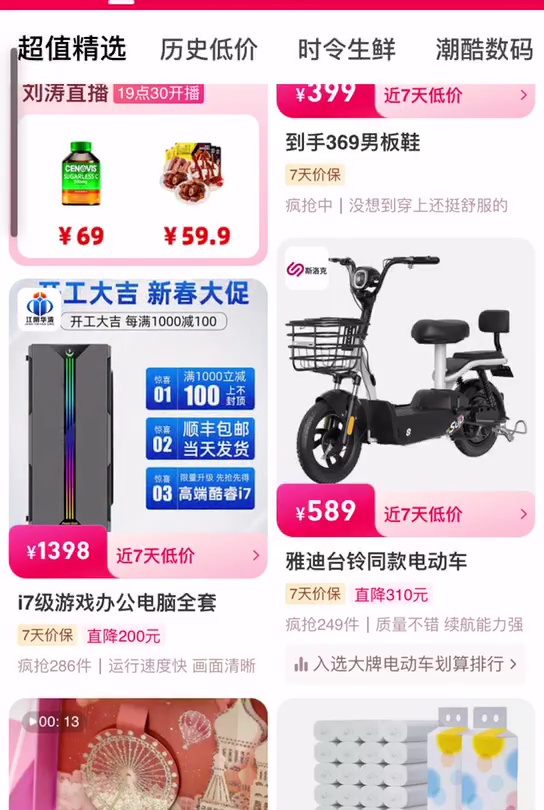 超值精选 历史低价 时令生鲜 潮酷数码
刘涛直播 19点30开播
CENOVIS
SUGARLESS C
¥69 ¥59.9
江南华清
开工大吉 新春大促
开工大吉 每满1000减100
惊喜 01 满1000立减 100 上不封顶
惊喜 02 顺丰包邮 当天发货
惊喜 03 限量升级 先抢先得 高端酷睿i7
¥1398 近7天低价
i7级游戏办公电脑全套
7天价保 直降200元
疯抢286件 | 运行速度快 画面清晰
00: 13
¥399 近7天低价
到手369男板鞋
7天价保
疯抢中 | 没想到穿上还挺舒服的
斯洛克
¥589 近7天低价
雅迪台铃同款电动车
7天价保 直降310元
疯抢249件 | 质量不错 续航能力强
入选大牌电动车划算排行